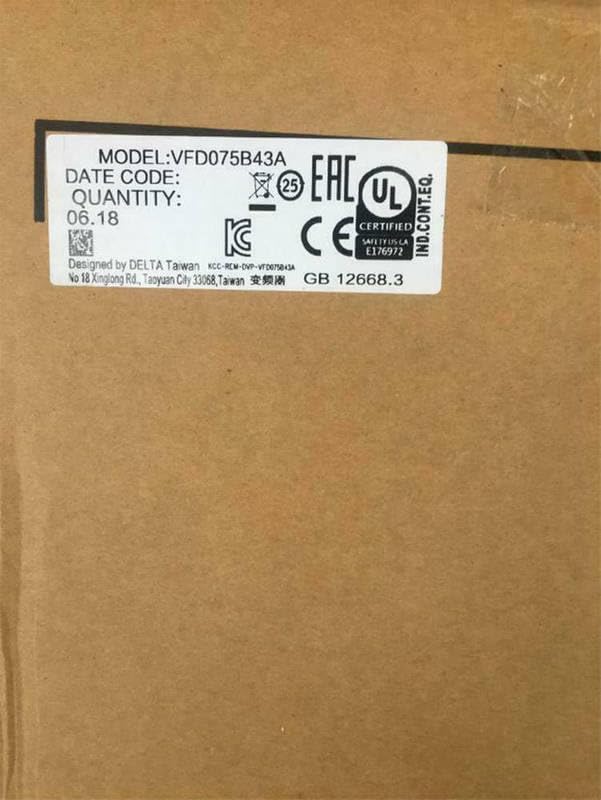 MODEL:VFD075B43A
DATE CODE:
QUANTITY:
06.18
25
EAC
UL
CERTIFIED
SAFETY US CA
E176972
IND.CONT.EQ.
CE
Designed by DELTA Taiwan
KCC-REM-DVP-VFD075B43A
No 18 Xinglong Rd., Taoyuan City 33068,Taiwan 变频器
GB 12668.3